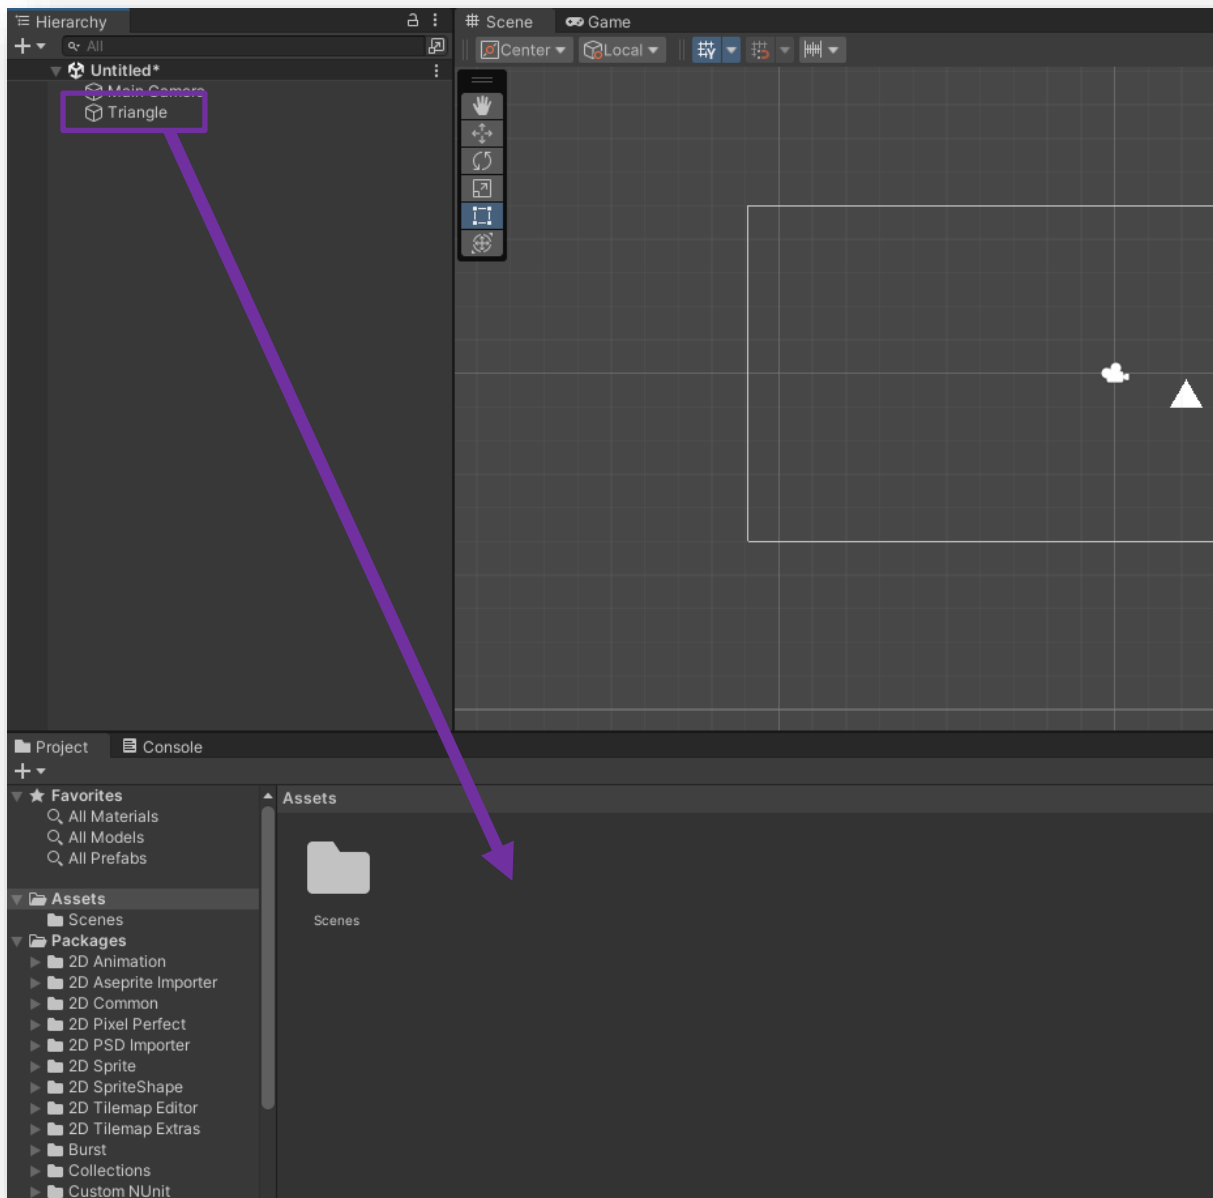 Hierarchy
All
Untitled*
Main Camera
Triangle
Scene
Game
Center
Local
Project
Console
Favorites
All Materials
All Models
All Prefabs
Assets
Scenes
Packages
2D Animation
2D Aseprite Importer
2D Common
2D Pixel Perfect
2D PSD Importer
2D Sprite
2D SpriteShape
2D Tilemap Editor
2D Tilemap Extras
Burst
Collections
Custom NUnit
Assets
Scenes